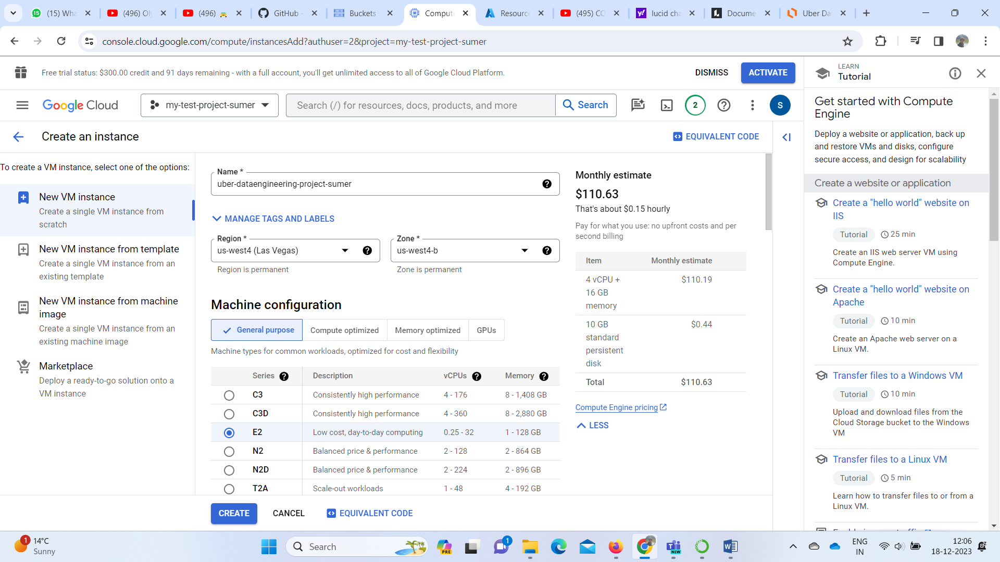 (15) Wha
(496) Oly
(496)
GitHub -
Buckets
Compute
Resource
(495) CO
lucid cha
Docume
Uber Da
console.cloud.google.com/compute/instancesAdd?authuser=2&project=my-test-project-sumer
Free trial status: $300.00 credit and 91 days remaining - with a full account, you'll get unlimited access to all of Google Cloud Platform.
DISMISS
ACTIVATE
Google Cloud
my-test-project-sumer
Search (/) for resources, docs, products, and more
Search
2
S
Create an instance
EQUIVALENT CODE
To create a VM instance, select one of the options:
New VM instance
Create a single VM instance from
scratch
New VM instance from template
Create a single VM instance from an
existing template
New VM instance from machine
image
Create a single VM instance from an
existing machine image
Marketplace
Deploy a ready-to-go solution onto a
VM instance
Name *
uber-dataengineering-project-sumer
MANAGE TAGS AND LABELS
Region *
us-west4 (Las Vegas)
Region is permanent
Zone *
us-west4-b
Zone is permanent
Machine configuration
General purpose
Compute optimized
Memory optimized
GPUs
Machine types for common workloads, optimized for cost and flexibility
Series Description vCPUs Memory
C3 Consistently high performance 4 - 176 8 - 1,408 GB
C3D Consistently high performance 4 - 360 8 - 2,880 GB
E2 Low cost, day-to-day computing 0.25 - 32 1 - 128 GB
N2 Balanced price & performance 2 - 128 2 - 864 GB
N2D Balanced price & performance 2 - 224 2 - 896 GB
T2A Scale-out workloads 1 - 48 4 - 192 GB
CREATE
CANCEL
EQUIVALENT CODE
Monthly estimate
$110.63
That's about $0.15 hourly
Pay for what you use: no upfront costs and per
second billing
Item Monthly estimate
4 vCPU + $110.19
16 GB
memory
10 GB $0.44
standard
persistent
disk
Total $110.63
Compute Engine pricing
LESS
LEARN
Tutorial
Get started with Compute
Engine
Deploy a website or application, back up
and restore VMs and disks, configure
secure access, and design for scalability
Create a website or application
Create a "hello world" website on
IIS
Tutorial 25 min
Create an IIS web server VM using
Compute Engine.
Create a "hello world" website on
Apache
Tutorial 10 min
Create an Apache web server on a
Linux VM.
Transfer files to a Windows VM
Tutorial 10 min
Upload and download files from the
Cloud Storage bucket to the Windows
VM
Transfer files to a Linux VM
Tutorial 5 min
Learn how to transfer files to or from a
Linux VM.
1
14°C
Sunny
Search
PRE
1
NEW
ENG
IN
12:06
18-12-2023